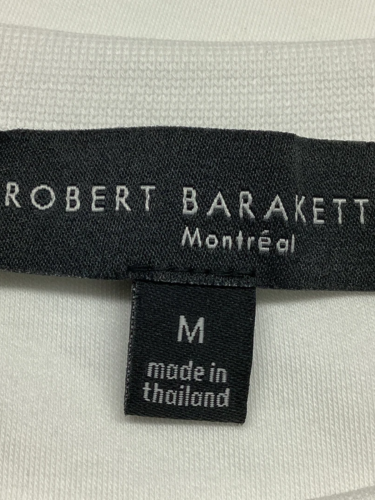 ROBERT BARAKETT
Montréal
M
made in
thailand